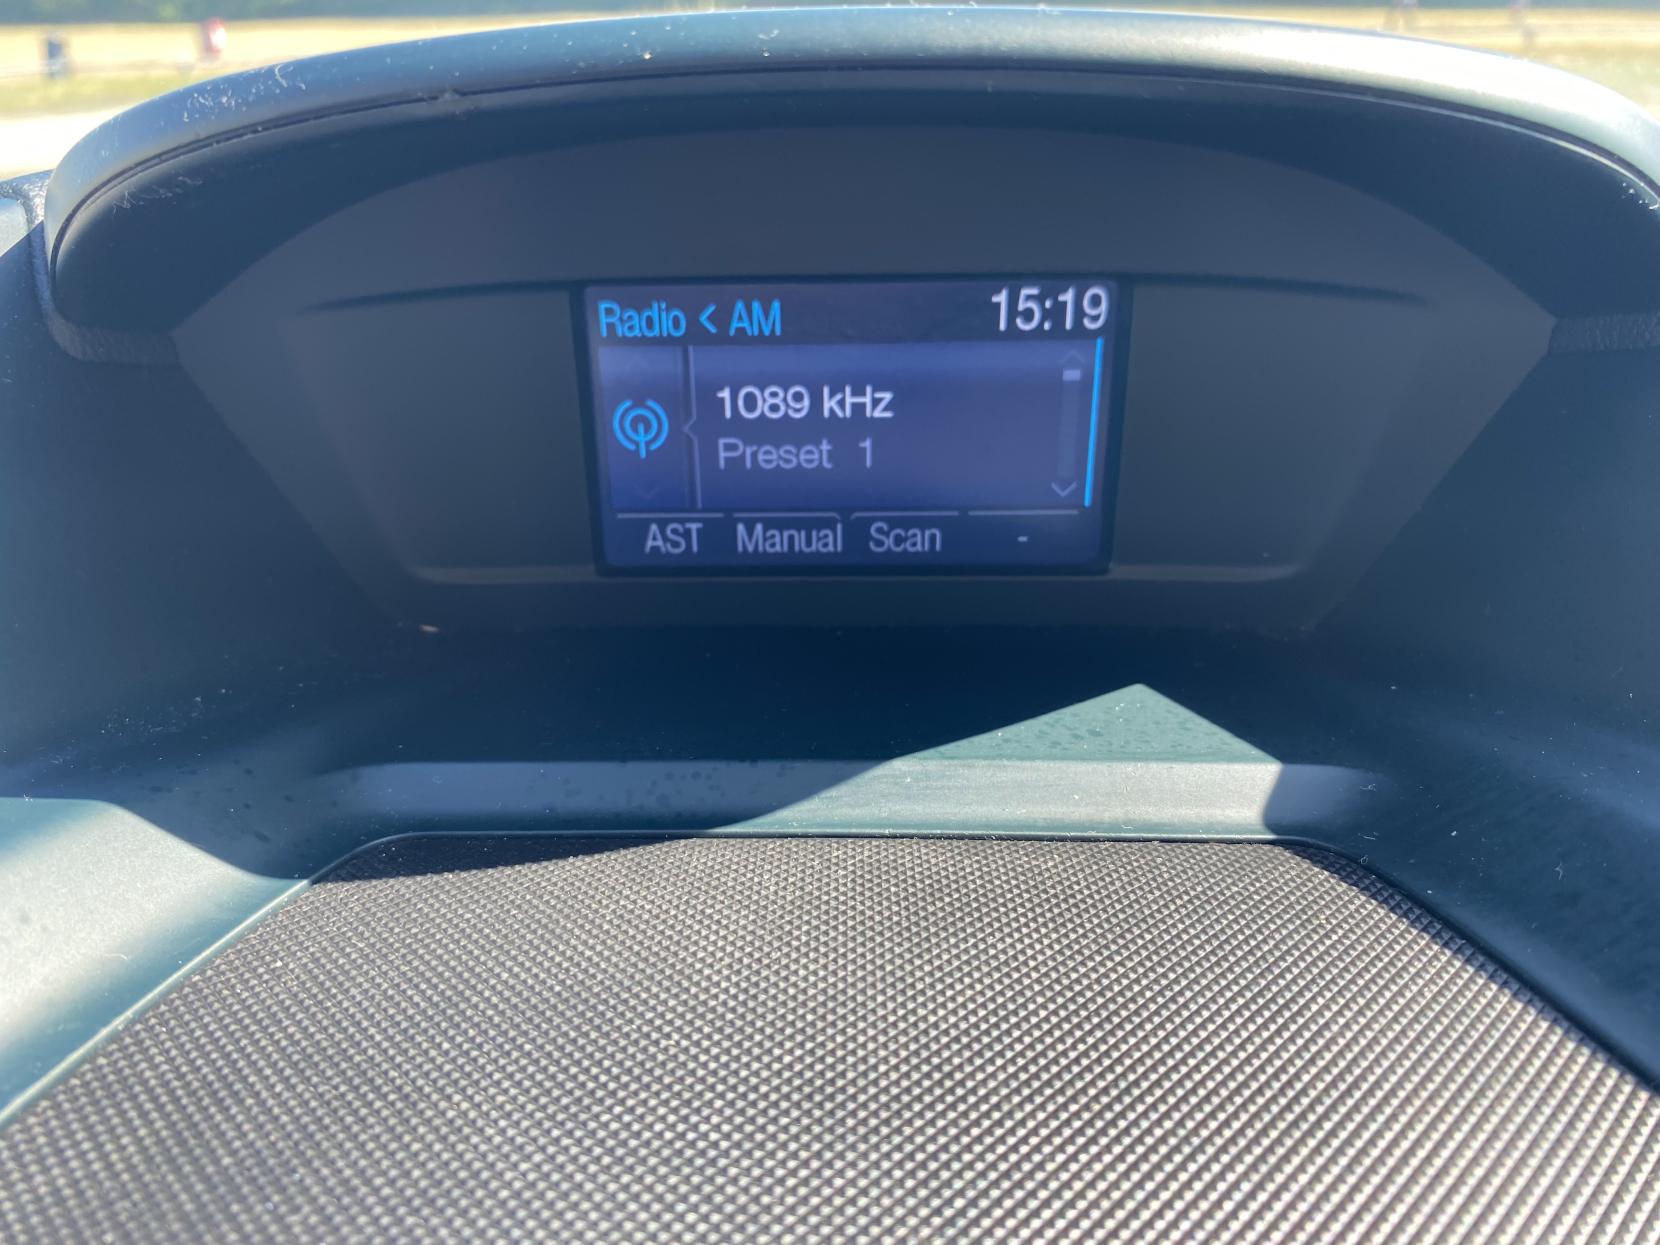 Radio < AM 15:19
1089 kHz
Preset 1
AST Manual Scan -